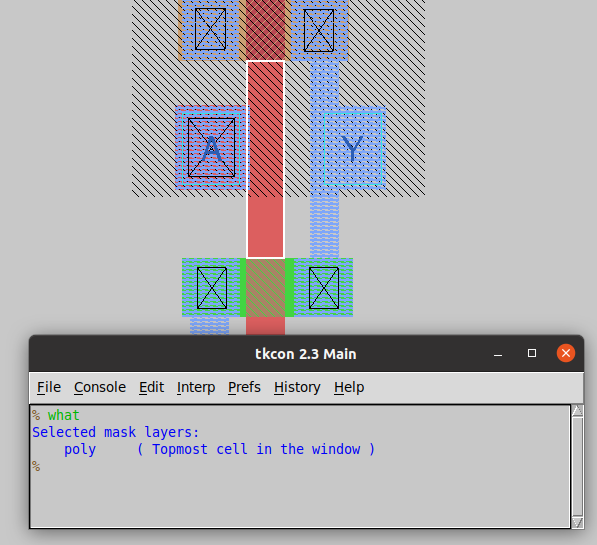 A Y
tkcon 2.3 Main
File Console Edit Interp Prefs History Help
% what
Selected mask layers:
poly ( Topmost cell in the window )
%